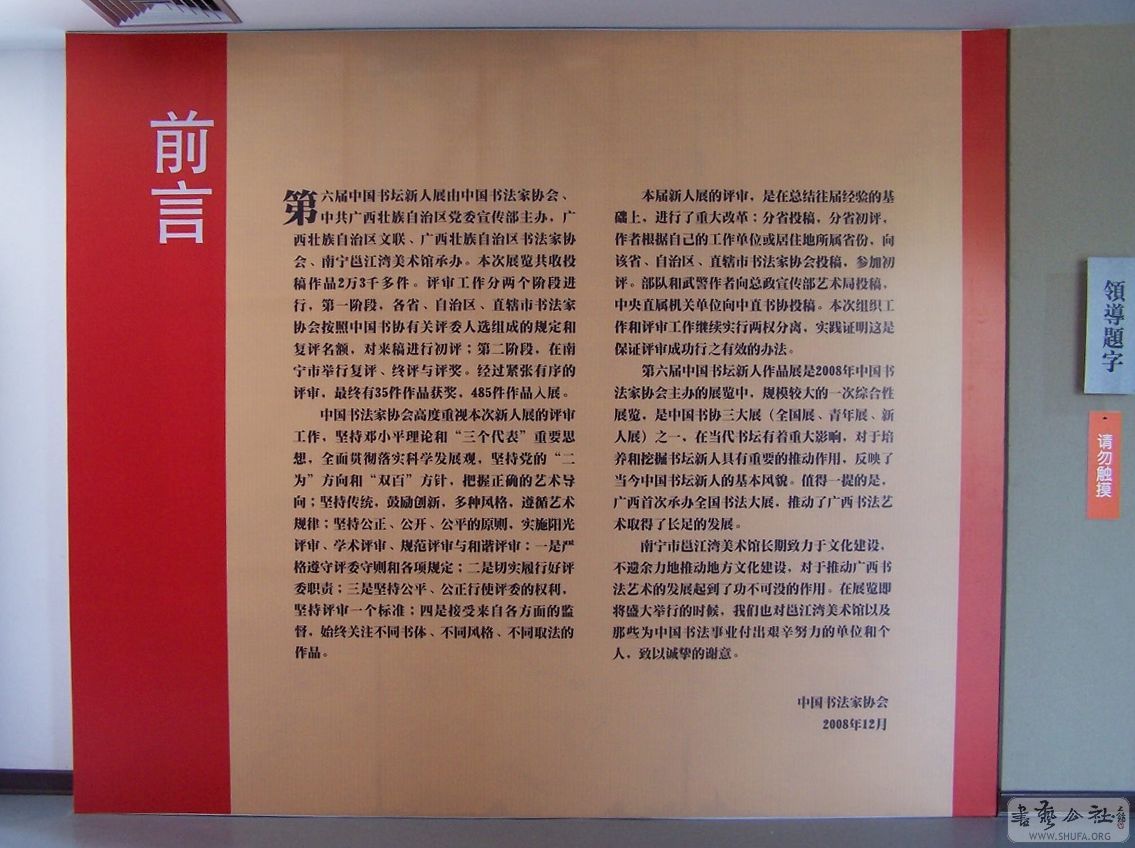 前言
第六届中国书坛新人展由中国书法家协会、
中共广西壮族自治区党委宣传部主办，广
西壮族自治区文联、广西壮族自治区书法家协
会、南宁邕江湾美术馆承办。本次展览共收投
稿作品2万3千多件。评审工作分两个阶段进
行，第一阶段，各省、自治区、直辖市书法家
协会按照中国书协有关评委人选组成的规定和
复评名额，对来稿进行初评；第二阶段，在南
宁市举行复评、终评与评奖。经过紧张有序的
评审，最终有35件作品获奖，485件作品入展。
中国书法家协会高度重视本次新人展的评审
工作，坚持邓小平理论和“三个代表”重要思
想，全面贯彻落实科学发展观，坚持党的“二
为”方向和“双百”方针，把握正确的艺术导
向；坚持传统，鼓励创新，多种风格，遵循艺术
规律；坚持公正、公开、公平的原则，实施阳光
评审、学术评审、规范评审与和谐评审：一是严
格遵守评委守则和各项规定；二是切实履行好评
委职责；三是坚持公平、公正行使评委的权利，
坚持评审一个标准；四是接受来自各方面的监
督，始终关注不同书体、不同风格、不同取法的
作品。
本届新人展的评审，是在总结往届经验的基
础上，进行了重大改革：分省投稿，分省初评，
作者根据自己的工作单位或居住地所属省份，向
该省、自治区、直辖市书法家协会投稿，参加初
评。部队和武警作者向总政宣传部艺术局投稿，
中央直属机关单位向中直书协投稿。本次组织工
作和评审工作继续实行两权分离，实践证明这是
保证评审成功行之有效的办法。
第六届中国书坛新人作品展是2008年中国书
法家协会主办的展览中，规模较大的一次综合性
展览，是中国书协三大展（全国展、青年展、新
人展）之一，在当代书坛有着重大影响，对于培
养和挖掘书坛新人具有重要的推动作用，反映了
当今中国书坛新人的基本风貌。值得一提的是，
广西首次承办全国书法大展，推动了广西书法艺
术取得了长足的发展。
南宁市邕江湾美术馆长期致力于文化建设，
不遗余力地推动地方文化建设，对于推动广西书
法艺术的发展起到了功不可没的作用。在展览即
将盛大举行的时候，我们也对邕江湾美术馆以及
那些为中国书法事业付出艰辛努力的单位和个
人，致以诚挚的谢意。
中国书法家协会
2008年12月
領導題字
请勿触摸
書藝公社
WWW.SHUFA.ORG